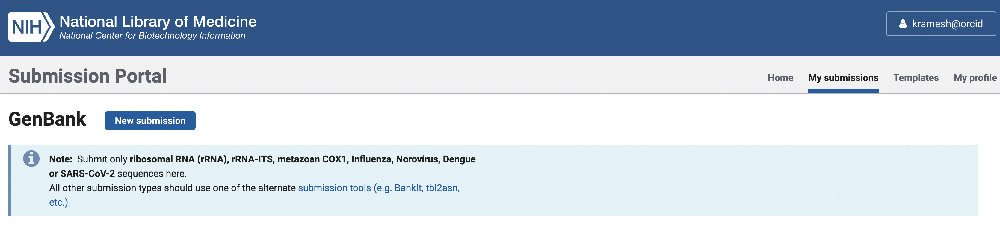 NIH
National Library of Medicine
National Center for Biotechnology Information
kramesh@orcid
Submission Portal
Home
My submissions
Templates
My profile
GenBank
New submission
Note: Submit only ribosomal RNA (rRNA), rRNA-ITS, metazoan COX1, Influenza, Norovirus, Dengue
or SARS-CoV-2 sequences here.
All other submission types should use one of the alternate submission tools (e.g. BankIt, tbl2asn,
etc.)